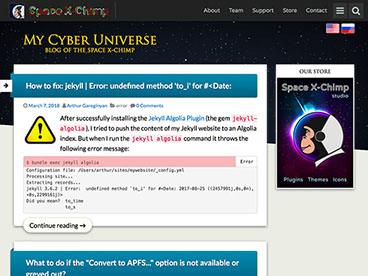 Space X-Chimp
About Team Support Store Contact
My Cyber Universe
BLOG OF THE SPACE X-CHIMP
How to fix: jekyll | Error: undefined method 'to_i' for #<Date:
March 7, 2018 Arthur Gareginyan error 0 Comments
After successfully installing the Jekyll Algolia Plugin (the gem jekyll-
algolia), I tried to push the content of my Jekyll website to an Algolia
index. But when I run the jekyll algolia command it throws the
following error message:
$ bundle exec jekyll algolia
Error
Configuration file: /Users/arthur/sites/mywebsite/_config.yml
Processing site...
Extracting records...
jekyll 3.6.2 | Error: undefined method 'to_i' for #<Date: 2017-08-25 ((2457991j,0s,0n),
+0s,2299161j)>
Did you mean? to_time
to_s
Continue reading →
What to do if the "Convert to APFS..." option is not available or
greyed out?
OUR STORE
Space X-Chimp
studio
Plugins Themes Icons